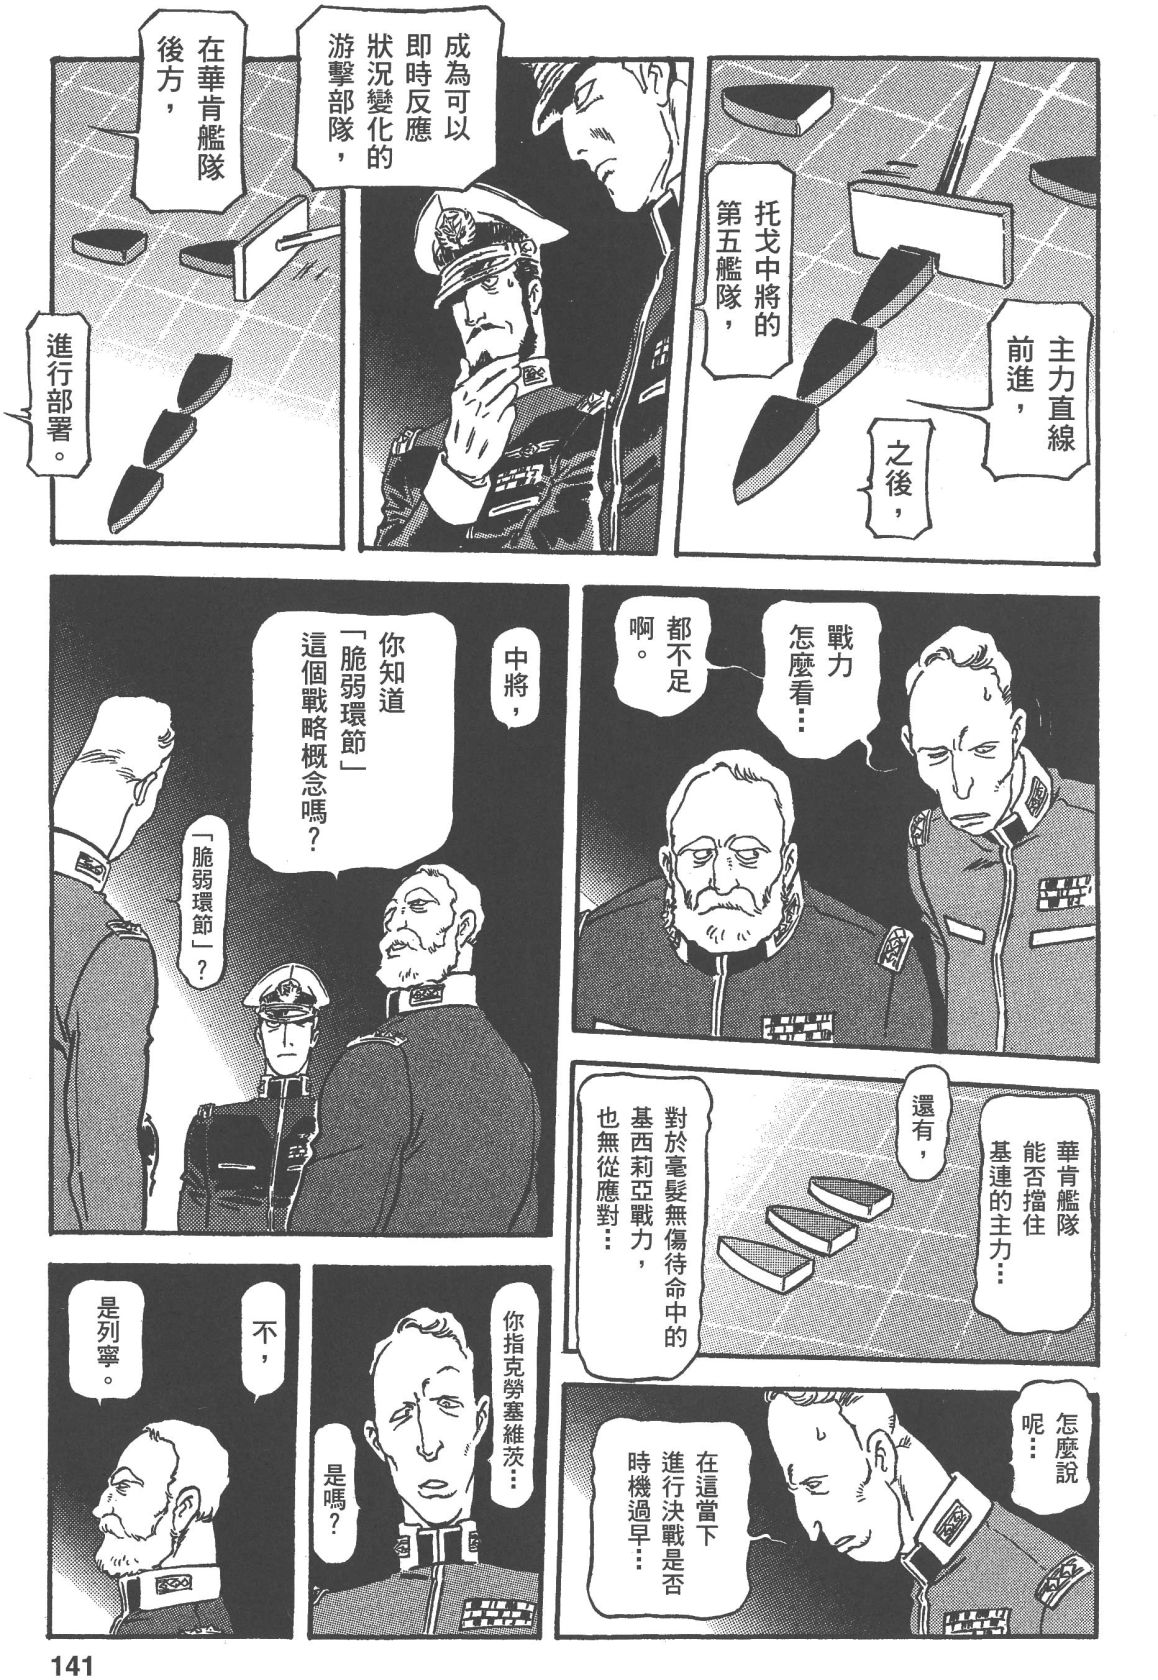 主力直線
前進，
之後，
托戈中將的
第五艦隊，
成為可以
即時反應
狀況變化的
游擊部隊，
在華肯艦隊
後方，
進行部署。
戰力
怎麼看…
都不足
啊。
中將，
你知道
「脆弱環節」
這個戰略概念嗎？
「脆弱環節」？
華肯艦隊
能否擋住
基連的主力…
還有，
對於毫髮無傷待命中的
基西莉亞戰力，
也無從應對…
怎麼說
呢…
在這當下
進行決戰是否
時機過早…
你指克勞塞維茨…
是嗎？
不，
是列寧。
141